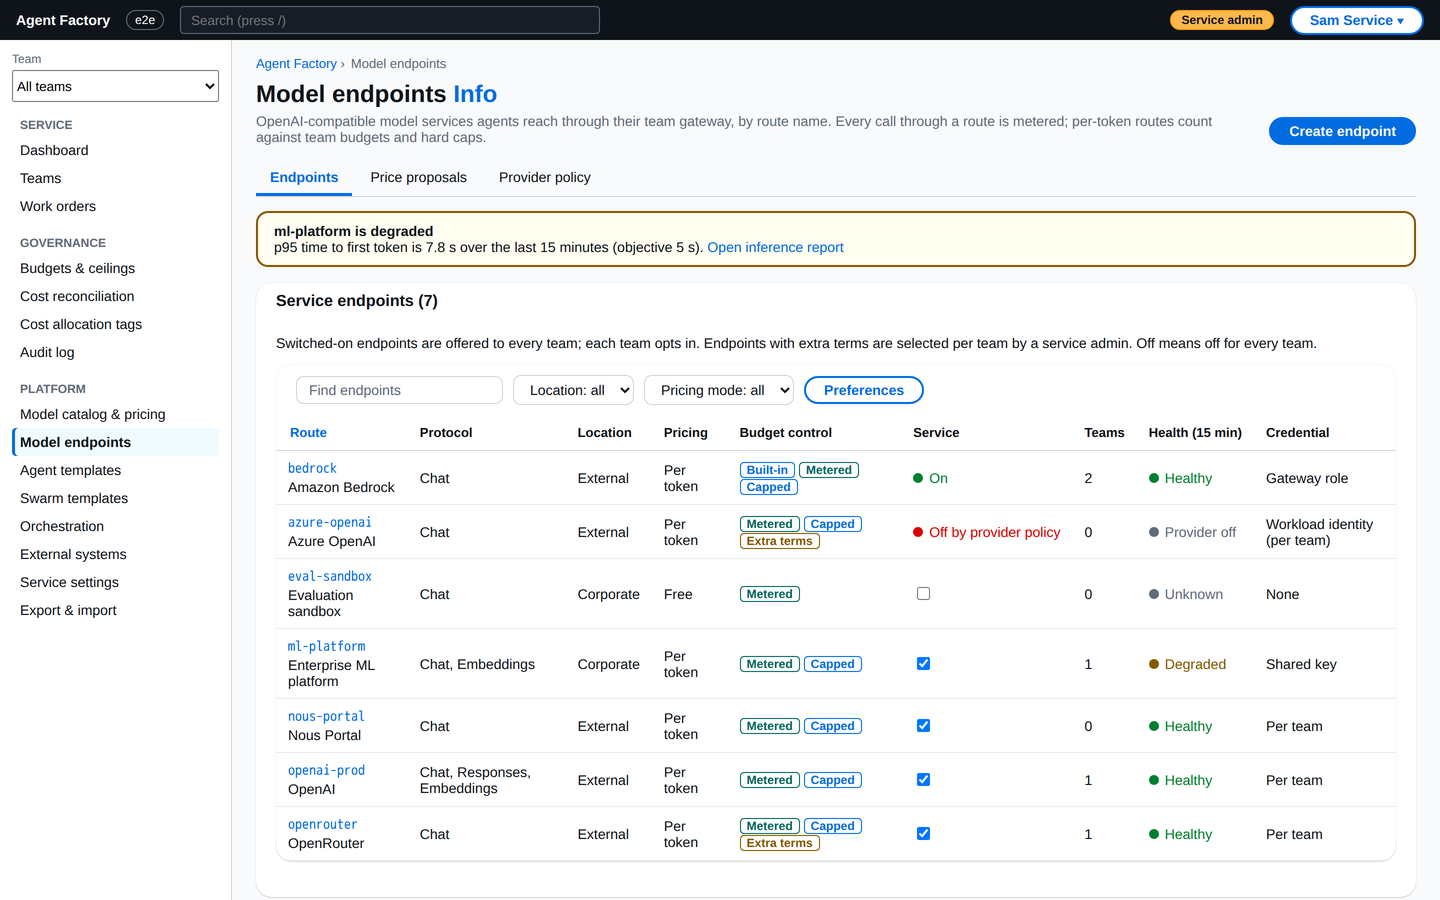 Agent Factory e2e Search (press /) Service admin Sam Service ▾
Team
All teams
SERVICE
Dashboard
Teams
Work orders
GOVERNANCE
Budgets & ceilings
Cost reconciliation
Cost allocation tags
Audit log
PLATFORM
Model catalog & pricing
Model endpoints
Agent templates
Swarm templates
Orchestration
External systems
Service settings
Export & import
Agent Factory › Model endpoints
Model endpoints Info
OpenAI-compatible model services agents reach through their team gateway, by route name. Every call through a route is metered; per-token routes count
against team budgets and hard caps.
Create endpoint
Endpoints Price proposals Provider policy
ml-platform is degraded
p95 time to first token is 7.8 s over the last 15 minutes (objective 5 s). Open inference report
Service endpoints (7)
Switched-on endpoints are offered to every team; each team opts in. Endpoints with extra terms are selected per team by a service admin. Off means off for every team.
Find endpoints Location: all Pricing mode: all Preferences
Route Protocol Location Pricing Budget control Service Teams Health (15 min) Credential
bedrock
Amazon Bedrock Chat External Per token Built-in Metered Capped On 2 Healthy Gateway role
azure-openai
Azure OpenAI Chat External Per token Metered Capped Extra terms Off by provider policy 0 Provider off Workload identity (per team)
eval-sandbox
Evaluation sandbox Chat Corporate Free Metered 0 Unknown None
ml-platform
Enterprise ML platform Chat, Embeddings Corporate Per token Metered Capped 1 Degraded Shared key
nous-portal
Nous Portal Chat External Per token Metered Capped 0 Healthy Per team
openai-prod
OpenAI Chat, Responses, Embeddings External Per token Metered Capped 1 Healthy Per team
openrouter
OpenRouter Chat External Per token Metered Capped Extra terms 1 Healthy Per team